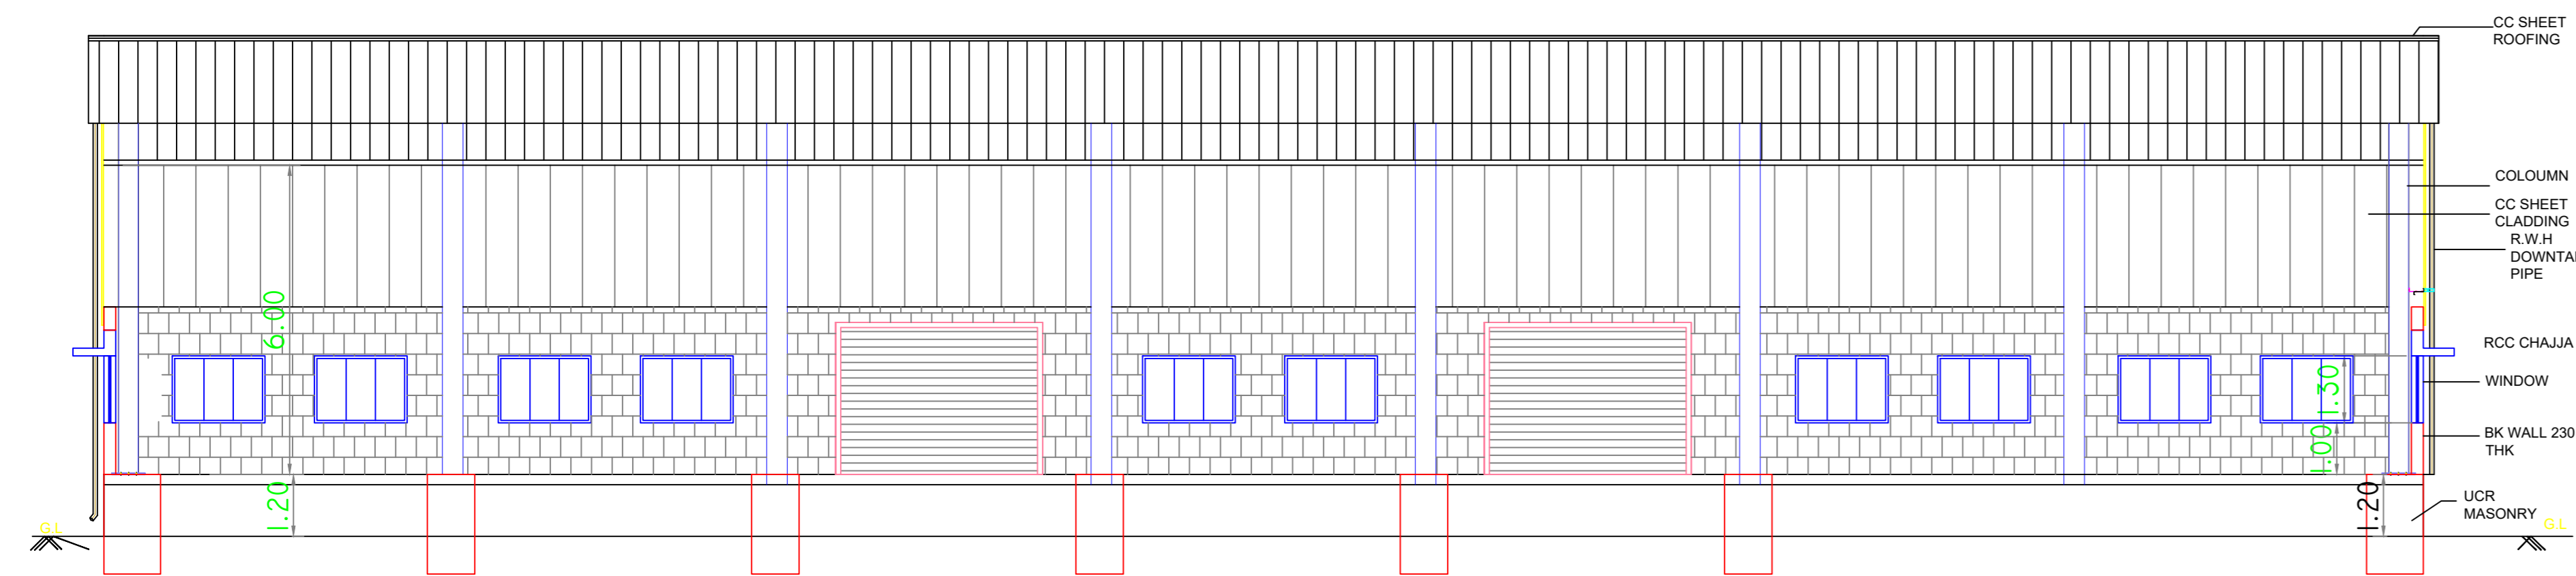 CC SHEET
ROOFING
COLOUMN
CC SHEET
CLADDING
R.W.H
DOWNTA
PIPE
6.00
RCC CHAJJA
1.30
WINDOW
1.00
BK WALL 230
THK
1.20
1.20
UCR
MASONRY
G.L
G.L